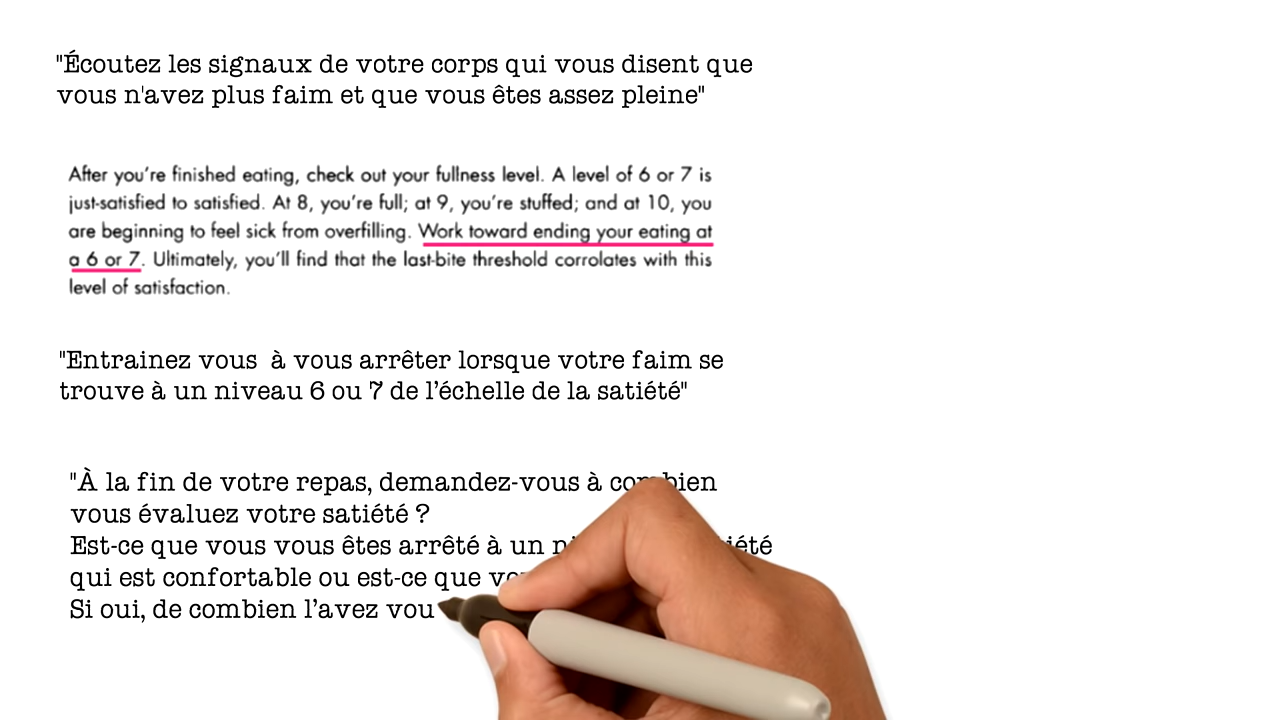 "Écoutez les signaux de votre corps qui vous disent que
vous n'avez plus faim et que vous êtes assez pleine"
After you're finished eating, check out your fullness level. A level of 6 or 7 is
just-satisfied to satisfied. At 8, you're full; at 9, you're stuffed; and at 10, you
are beginning to feel sick from overfilling. Work toward ending your eating at
a 6 or 7. Ultimately, you'll find that the last-bite threshold corrolates with this
level of satisfaction.
"Entrainez vous à vous arrêter lorsque votre faim se
trouve à un niveau 6 ou 7 de l'échelle de la satiété"
"À la fin de votre repas, demandez-vous à combien
vous évaluez votre satiété ?
Est-ce que vous vous êtes arrêté à un
qui est confortable ou est-ce que
Si oui, de combien l'avez